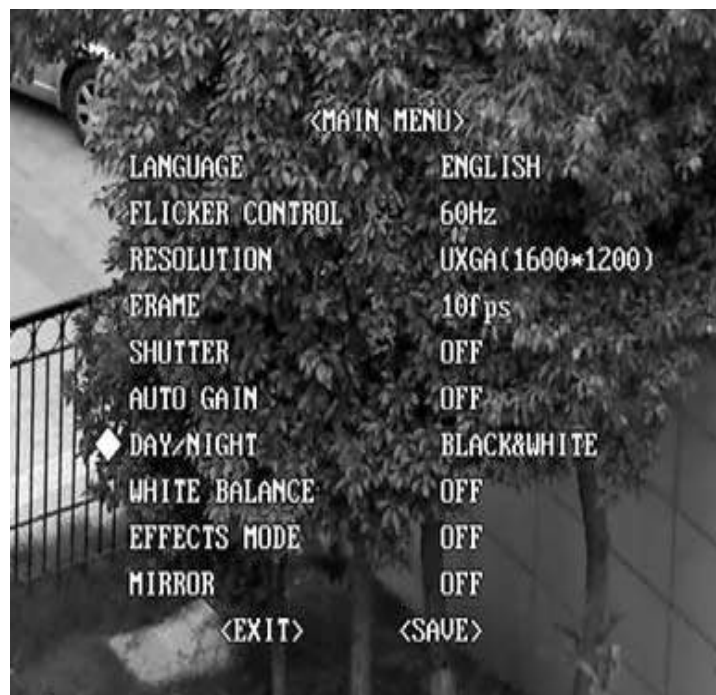 <MAIN MENU>
LANGUAGE ENGLISH
FLICKER CONTROL 60Hz
RESOLUTION UXGA(1600*1200)
FRAME 10fps
SHUTTER OFF
AUTO GAIN OFF
DAY/NIGHT BLACK&WHITE
WHITE BALANCE OFF
EFFECTS MODE OFF
MIRROR OFF
<EXIT> <SAVE>